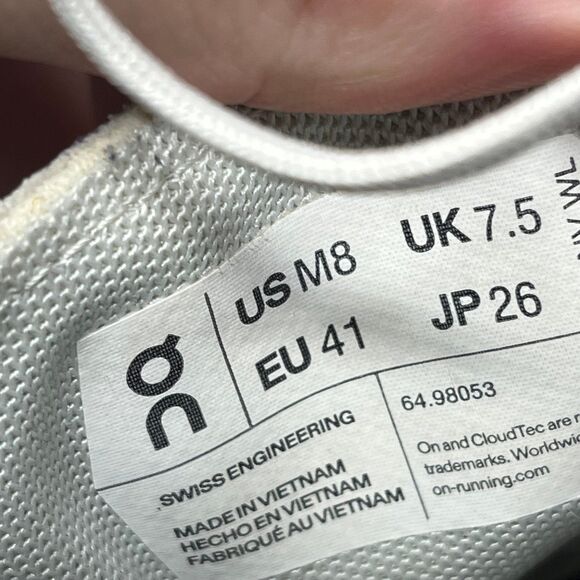 US M8 UK 7.5
EU 41 JP 26
SWISS ENGINEERING
MADE IN VIETNAM
HECHO EN VIETNAM
FABRIQUÉ AU VIETNAM
64.98053
On and CloudTec are
trademarks. Worldwid
on-running.com